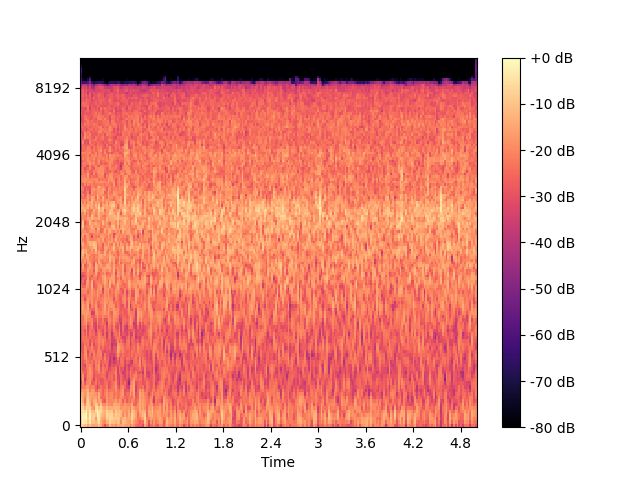 +0 dB
8192
-10 dB
4096
-20 dB
-30 dB
2048
-40 dB
Hz
1024
-50 dB
-60 dB
512
-70 dB
0
-80 dB
0 0.6 1.2 1.8 2.4 3 3.6 4.2 4.8
Time